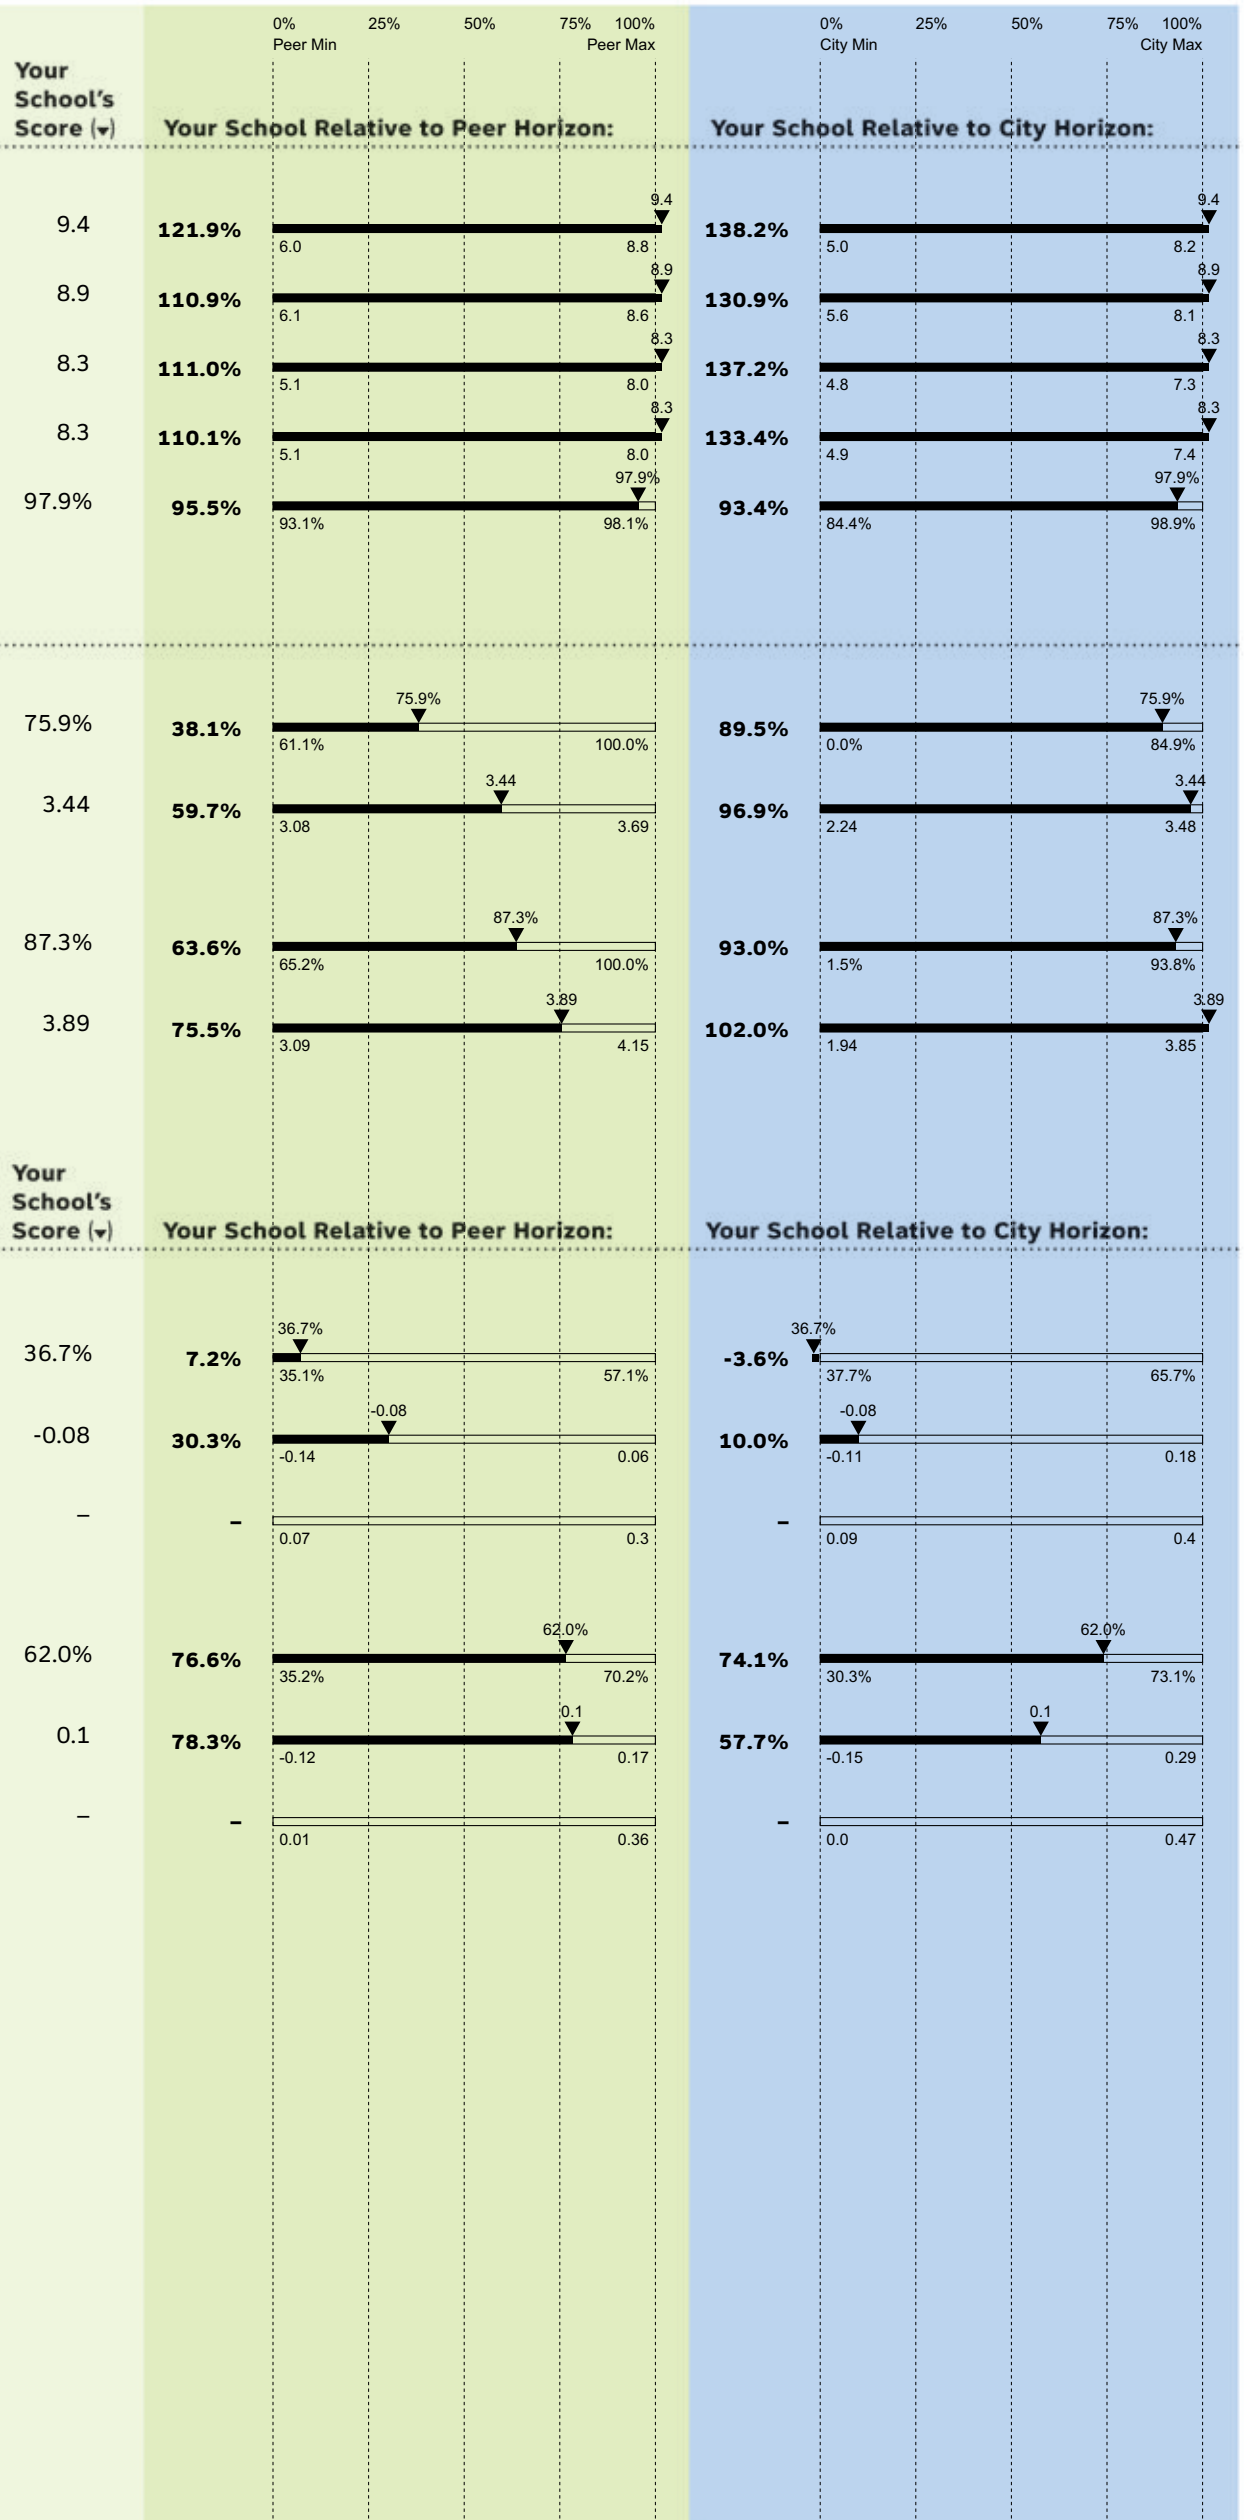 0% 25% 50% 75% 100% 0% 25% 50% 75% 100%
Peer Min Peer Max City Min City Max
Your
School's
Score (▾) Your School Relative to Peer Horizon: Your School Relative to City Horizon:
9.4 9.4
9.4 121.9% 138.2%
6.0 8.8 5.0 8.2
8.9 8.9
8.9 110.9% 130.9%
6.1 8.6 5.6 8.1
8.3 8.3
8.3 111.0% 137.2%
5.1 8.0 4.8 7.3
8.3 8.3
8.3 110.1% 133.4%
5.1 8.0 4.9 7.4
97.9% 97.9%
97.9% 95.5% 93.4%
93.1% 98.1% 84.4% 98.9%
75.9% 75.9%
75.9% 38.1% 89.5%
61.1% 100.0% 0.0% 84.9%
3.44 3.44
3.44 59.7% 96.9%
3.08 3.69 2.24 3.48
87.3% 87.3%
87.3% 63.6% 93.0%
65.2% 100.0% 1.5% 93.8%
3.89 3.89
3.89 75.5% 102.0%
3.09 4.15 1.94 3.85
Your
School's
Score (▾) Your School Relative to Peer Horizon: Your School Relative to City Horizon:
36.7% 36.7%
36.7% 7.2% -3.6%
35.1% 57.1% 37.7% 65.7%
-0.08 -0.08
-0.08 30.3% 10.0%
-0.14 0.06 -0.11 0.18
– – –
0.07 0.3 0.09 0.4
62.0% 62.0%
62.0% 76.6% 74.1%
35.2% 70.2% 30.3% 73.1%
0.1 0.1
0.1 78.3% 57.7%
-0.12 0.17 -0.15 0.29
– – –
0.01 0.36 0.0 0.47